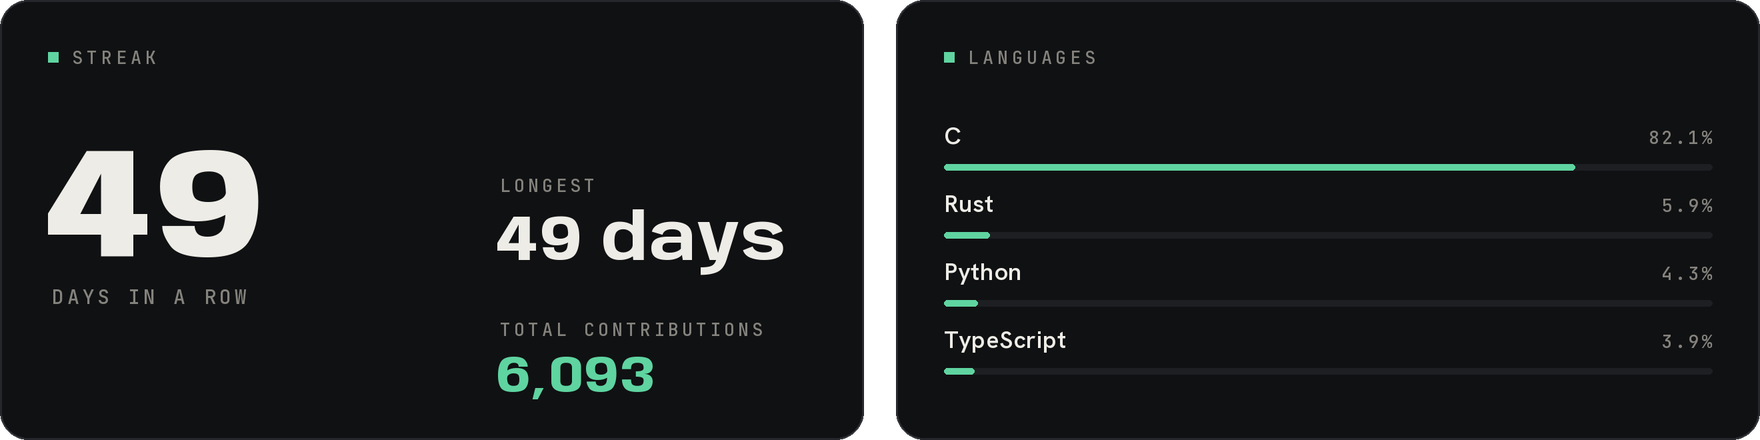 STREAK
49
DAYS IN A ROW
LONGEST
49 days
TOTAL CONTRIBUTIONS
6,093
LANGUAGES
C 82.1%
Rust 5.9%
Python 4.3%
TypeScript 3.9%